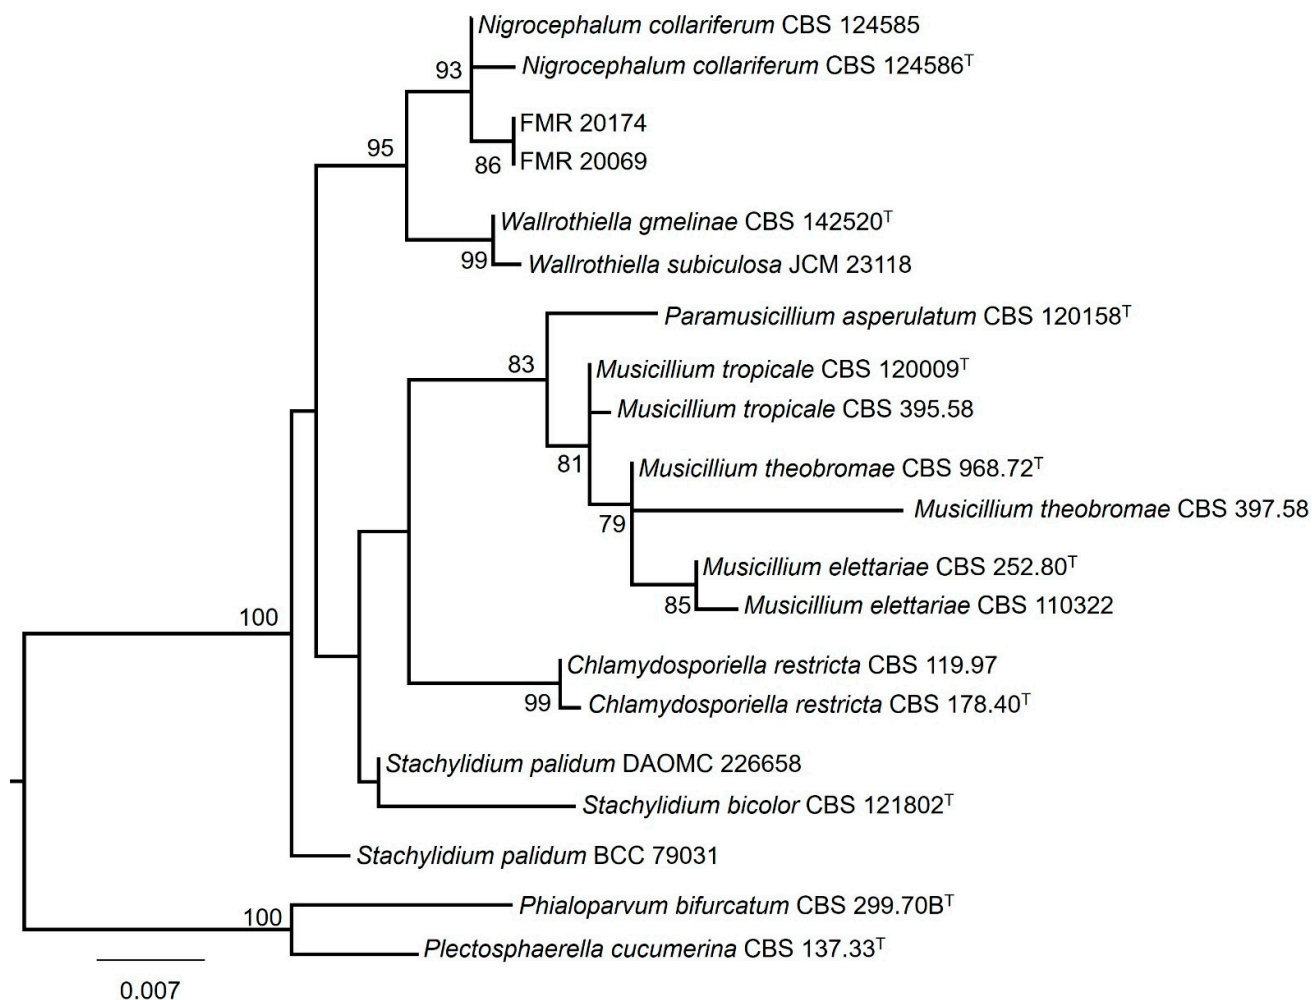 Nigrocephalum collariferum CBS 124585
Nigrocephalum collariferum CBS 124586ᵀ
93
FMR 20174
FMR 20069
95
86
Wallrothiella gmelinae CBS 142520ᵀ
Wallrothiella subiculosa JCM 23118
99
Paramusicillium asperulatum CBS 120158ᵀ
83
Musicillium tropicale CBS 120009ᵀ
Musicillium tropicale CBS 395.58
81
Musicillium theobromae CBS 968.72ᵀ
Musicillium theobromae CBS 397.58
79
Musicillium elettariae CBS 252.80ᵀ
Musicillium elettariae CBS 110322
85
100
Chlamydosporiella restricta CBS 119.97
Chlamydosporiella restricta CBS 178.40ᵀ
99
Stachylidium palidum DAOMC 226658
Stachylidium bicolor CBS 121802ᵀ
Stachylidium palidum BCC 79031
Phialoparvum bifurcatum CBS 299.70Bᵀ
100
Plectosphaerella cucumerina CBS 137.33ᵀ
0.007